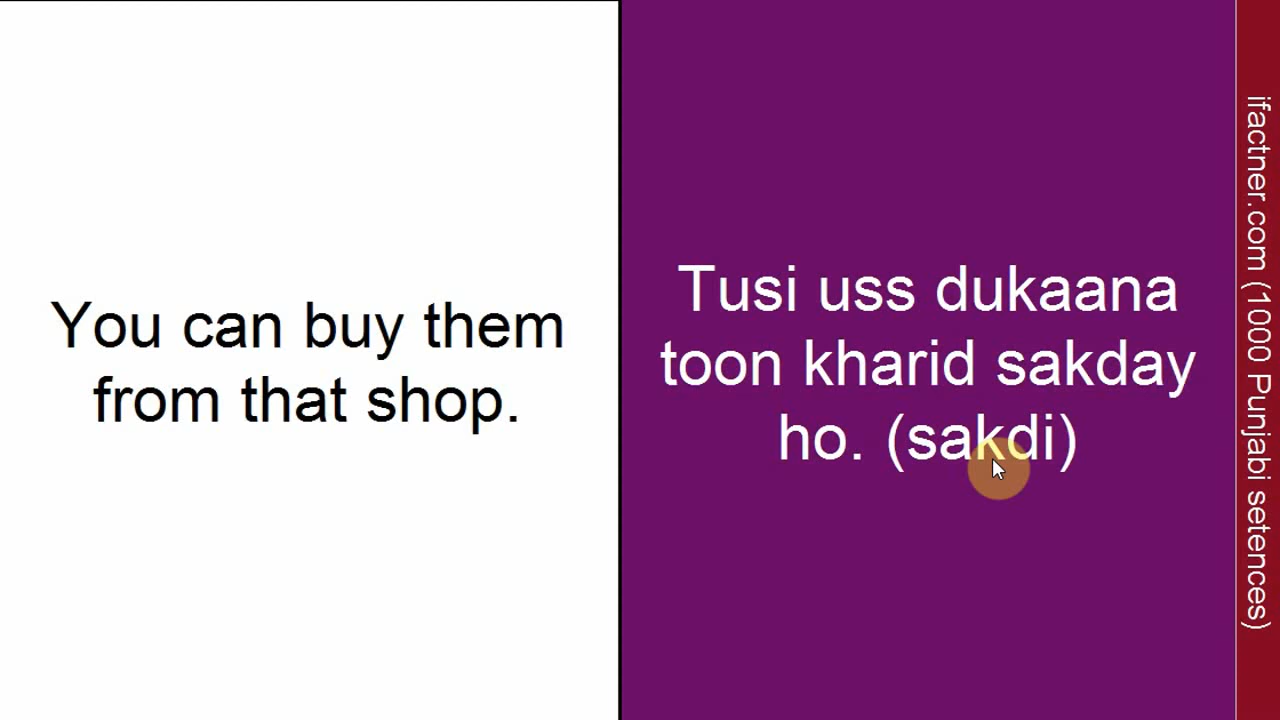 You can buy them
from that shop.
Tusi uss dukaana
toon kharid sakday
ho. (sakdi)
ifactner.com (1000 Punjabi setences)